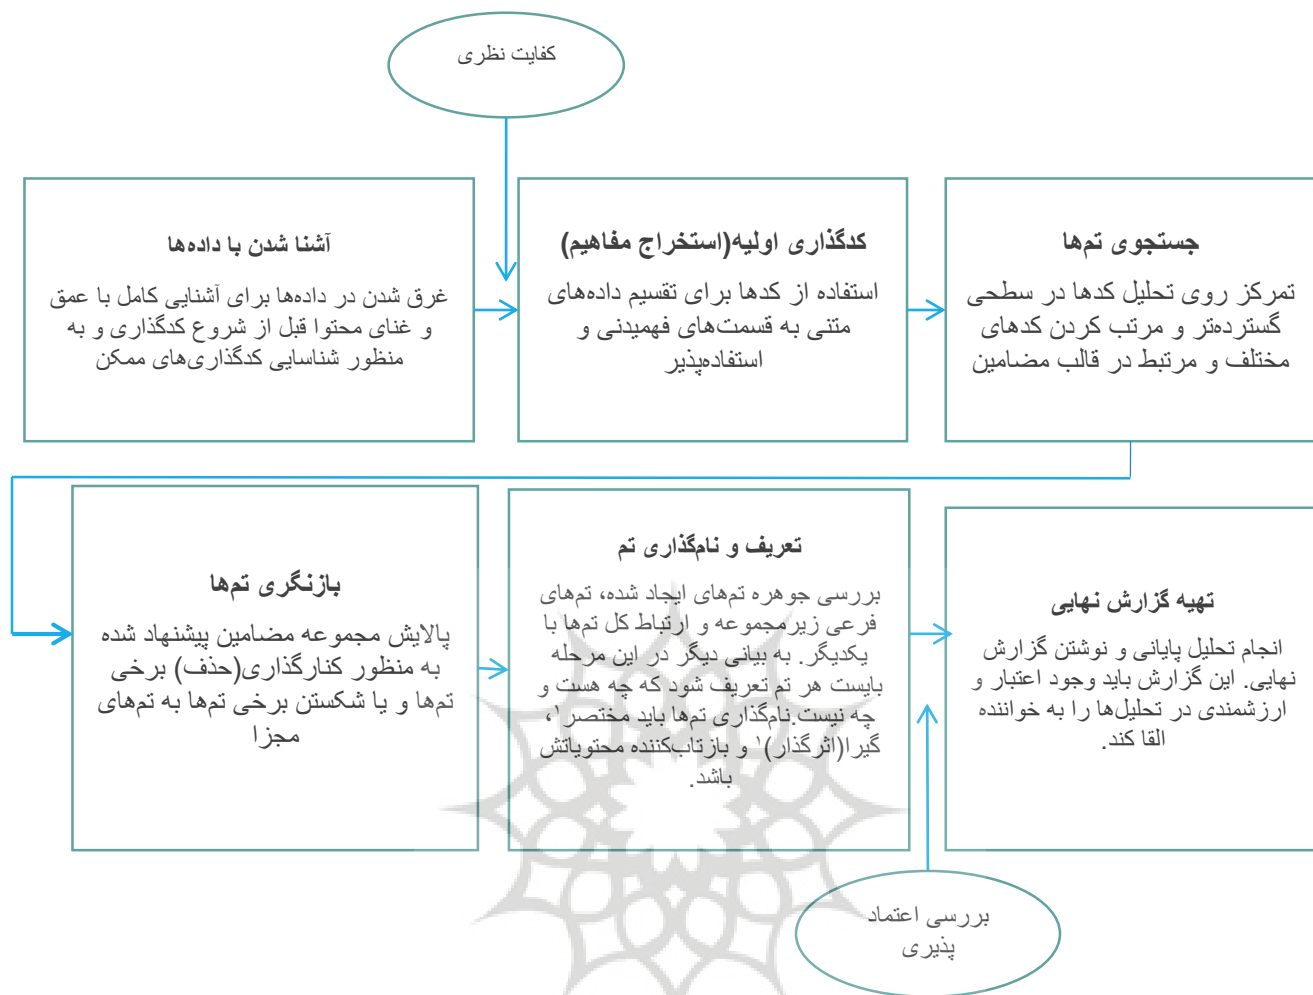 کفایت نظری
آشنا شدن با داده‌ها
غرق شدن در داده‌ها برای آشنایی کامل با عمق
و غنای محتوا قبل از شروع کدگذاری و به
منظور شناسایی کدگذاری‌های ممکن
کدگذاری اولیه(استخراج مفاهیم)
استفاده از کدها برای تقسیم داده‌های
متنی به قسمت‌های فهمیدنی و
استفاده‌پذیر
جستجوی تم‌ها
تمرکز روی تحلیل کدها در سطحی
گسترده‌تر و مرتب کردن کدهای
مختلف و مرتبط در قالب مضامین
بازنگری تم‌ها
پالایش مجموعه مضامین پیشنهاد شده
به منظور کنارگذاری(حذف) برخی
تم‌ها و یا شکستن برخی تم‌ها به تم‌های
مجزا
تعریف و نام‌گذاری تم
بررسی جوهره تم‌های ایجاد شده، تم‌های
فرعی زیرمجموعه و ارتباط کل تم‌ها با
یکدیگر. به بیانی دیگر در این مرحله
بایست هر تم تعریف شود که چه هست و
چه نیست.نام‌گذاری تم‌ها باید مختصر۱،
گیرا(اثرگذار)۱ و بازتاب‌کننده محتویاتش
باشد.
تهیه گزارش نهایی
انجام تحلیل پایانی و نوشتن گزارش
نهایی. این گزارش باید وجود اعتبار و
ارزشمندی در تحلیل‌ها را به خواننده
القا کند.
بررسی اعتماد
پذیری